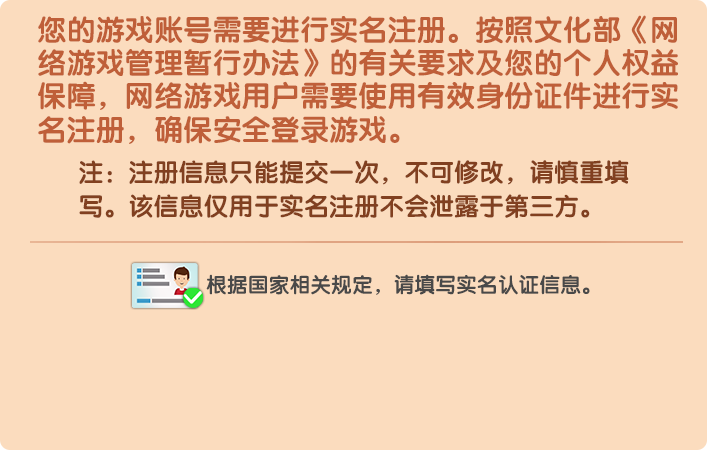 您的游戏账号需要进行实名注册。按照文化部《网
络游戏管理暂行办法》的有关要求及您的个人权益
保障，网络游戏用户需要使用有效身份证件进行实
名注册，确保安全登录游戏。
注：注册信息只能提交一次，不可修改，请慎重填
写。该信息仅用于实名注册不会泄露于第三方。
根据国家相关规定，请填写实名认证信息。